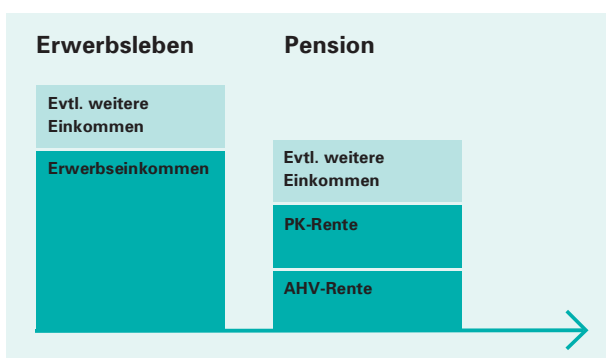 Erwerbsleben
Pension
Evtl. weitere
Einkommen
Erwerbseinkommen
Evtl. weitere
Einkommen
PK-Rente
AHV-Rente